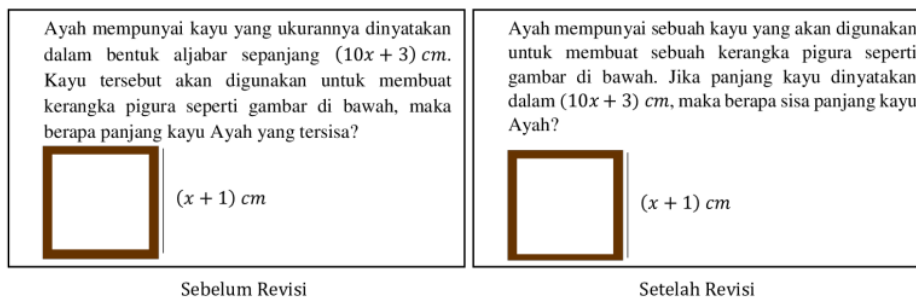 Ayah mempunyai kayu yang ukurannya dinyatakan
dalam bentuk aljabar sepanjang (10x + 3) cm.
Kayu tersebut akan digunakan untuk membuat
kerangka pigura seperti gambar di bawah, maka
berapa panjang kayu Ayah yang tersisa?
(x + 1) cm
Sebelum Revisi
Ayah mempunyai sebuah kayu yang akan digunakan
untuk membuat sebuah kerangka pigura seperti
gambar di bawah. Jika panjang kayu dinyatakan
dalam (10x + 3) cm, maka berapa sisa panjang kayu
Ayah?
(x + 1) cm
Setelah Revisi